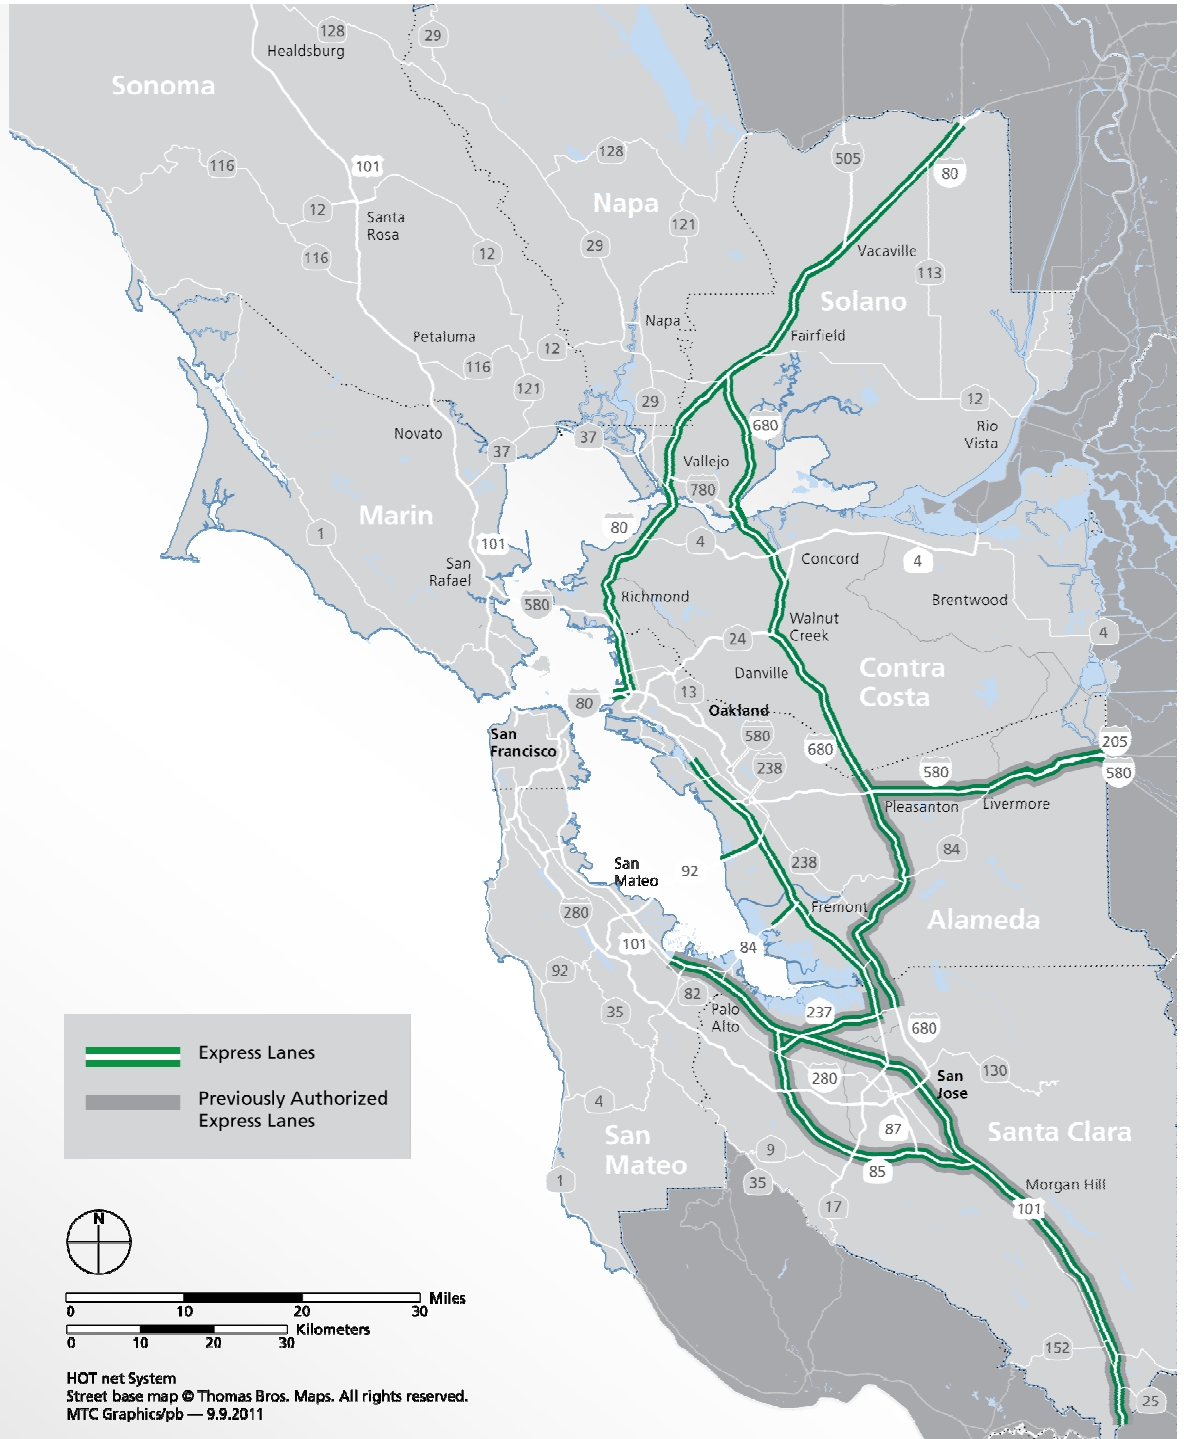 128
29
Healdsburg
Sonoma
116
101
128
505
80
Napa
12
Santa
Rosa
121
29
12
116
Vacaville
113
Solano
Napa
Petaluma
12
Fairfield
116
121
29
12
680
Rio
Vista
Novato
37
37
Vallejo
780
Marin
80
1
101
4
Concord
4
San
Rafael
580
Richmond
Brentwood
Walnut
Creek
24
4
Contra
Costa
Danville
13
80
Oakland
San
Francisco
580
680
205
238
580
580
Pleasanton
Livermore
84
238
San
Mateo
92
280
Fremont
Alameda
101
84
92
82
35
Palo
Alto
237
680
Express Lanes
280
San
Jose
130
Previously Authorized
Express Lanes
4
87
San
Mateo
Santa Clara
9
85
1
35
Morgan Hill
17
101
N
Miles
0
10
20
30
Kilometers
0
10
20
30
152
HOT net System
Street base map © Thomas Bros. Maps. All rights reserved.
MTC Graphics/pb — 9.9.2011
25